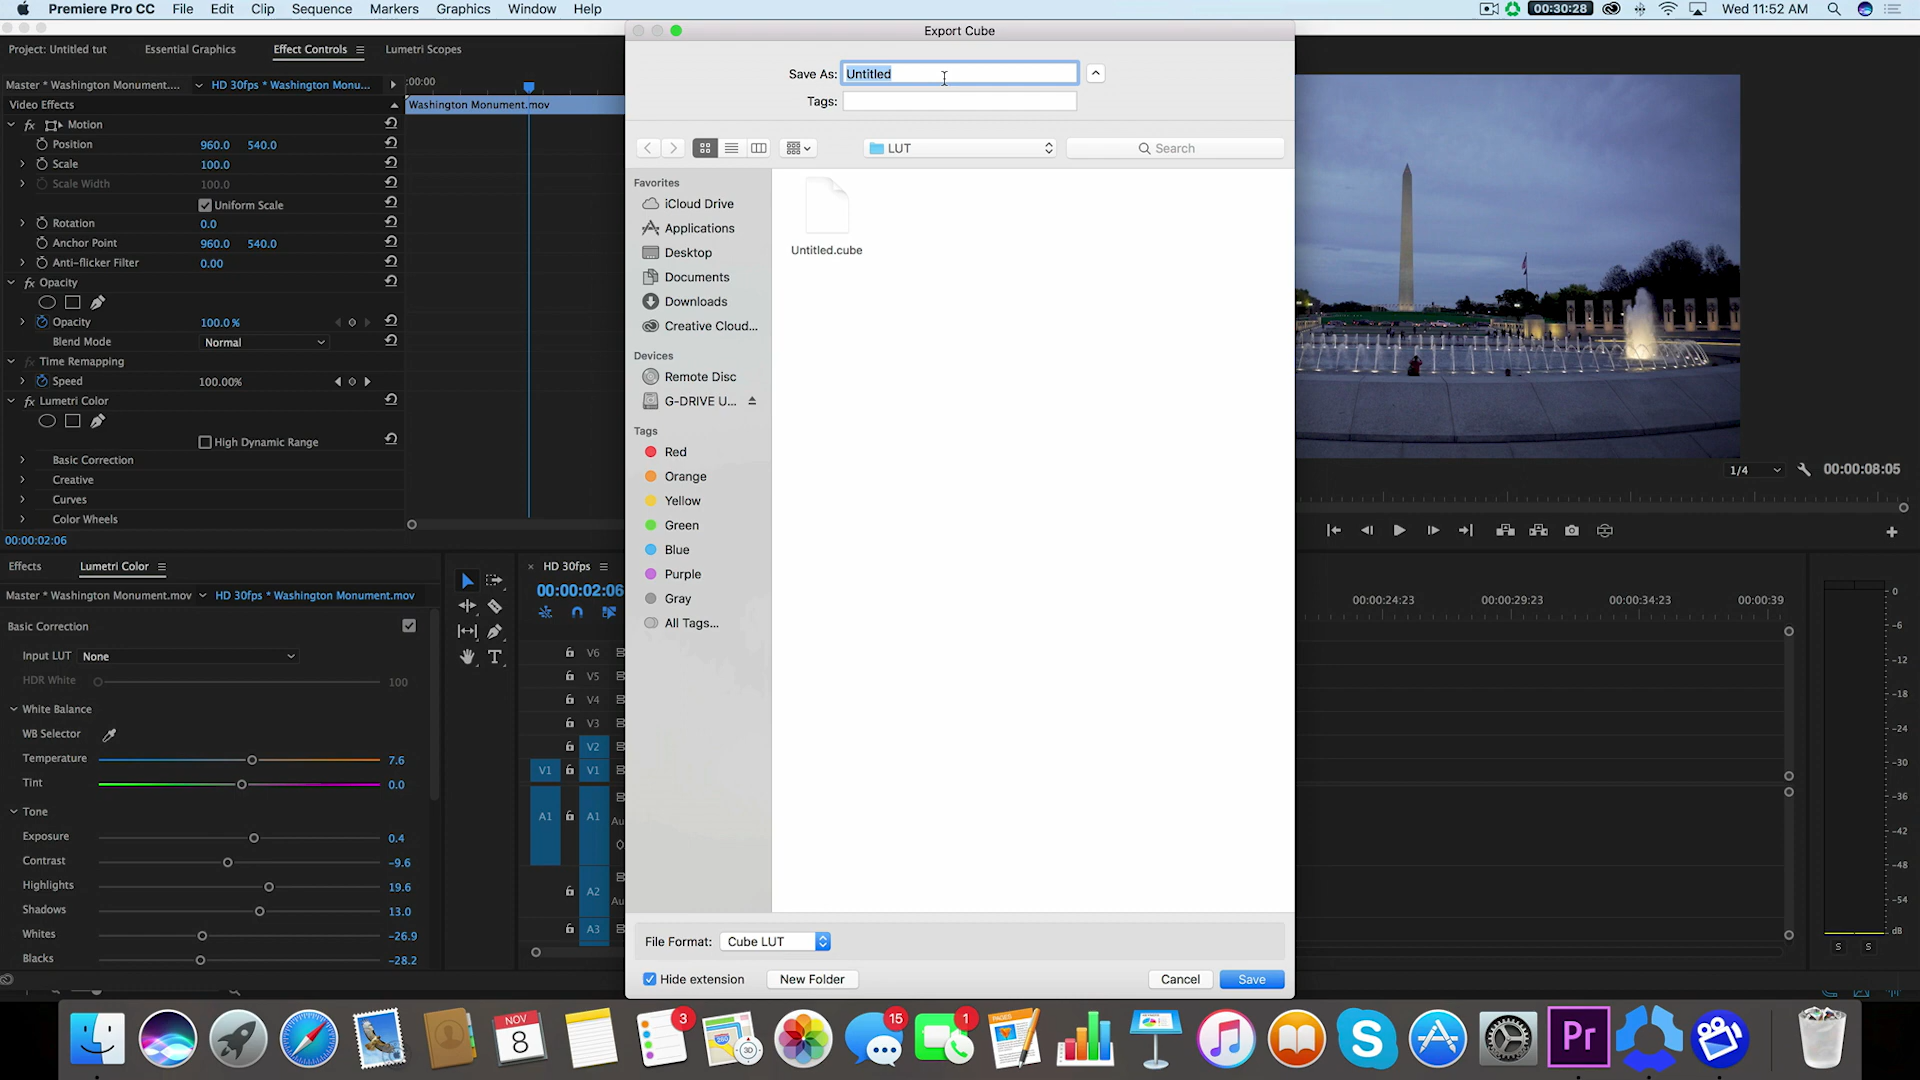 Premiere Pro CC File Edit Clip Sequence Markers Graphics Window Help
00:30:28 Wed 11:52 AM
Project: Untitled tut Essential Graphics Effect Controls Lumetri Scopes
Master * Washington Monument.... HD 30fps * Washington Monu...
:00:00
Video Effects
Washington Monument.mov
fx Motion
Position 960.0 540.0
Scale 100.0
Scale Width 100.0
Uniform Scale
Rotation 0.0
Anchor Point 960.0 540.0
Anti-flicker Filter 0.00
fx Opacity
Opacity 100.0 %
Blend Mode Normal
fx Time Remapping
Speed 100.00%
fx Lumetri Color
High Dynamic Range
Basic Correction
Creative
Curves
Color Wheels
00:00:02:06
Effects Lumetri Color
Master * Washington Monument.mov HD 30fps * Washington Monument.mov
Basic Correction
Input LUT None
HDR White 100
White Balance
WB Selector
Temperature 7.6
Tint 0.0
Tone
Exposure 0.4
Contrast -9.6
Highlights 19.6
Shadows 13.0
Whites -26.9
Blacks -28.2
T
× HD 30fps
00:00:02:06
V6
V5
V4
V3
V2
V1 V1
A1 A1
Au
A2
Au
A3
Export Cube
Save As: Untitled
Tags:
LUT
Search
Favorites
iCloud Drive
Applications
Desktop
Documents
Downloads
Creative Cloud...
Devices
Remote Disc
G-DRIVE U...
Tags
Red
Orange
Yellow
Green
Blue
Purple
Gray
All Tags...
Untitled.cube
File Format: Cube LUT
Hide extension New Folder Cancel Save
1/4 00:00:08:05
00:00:24:23 00:00:29:23 00:00:34:23 00:00:39
0
-6
-12
-18
-24
-30
-36
-42
-48
-54
dB
S S
NOV
8
3
280
3D
15
1
Pr